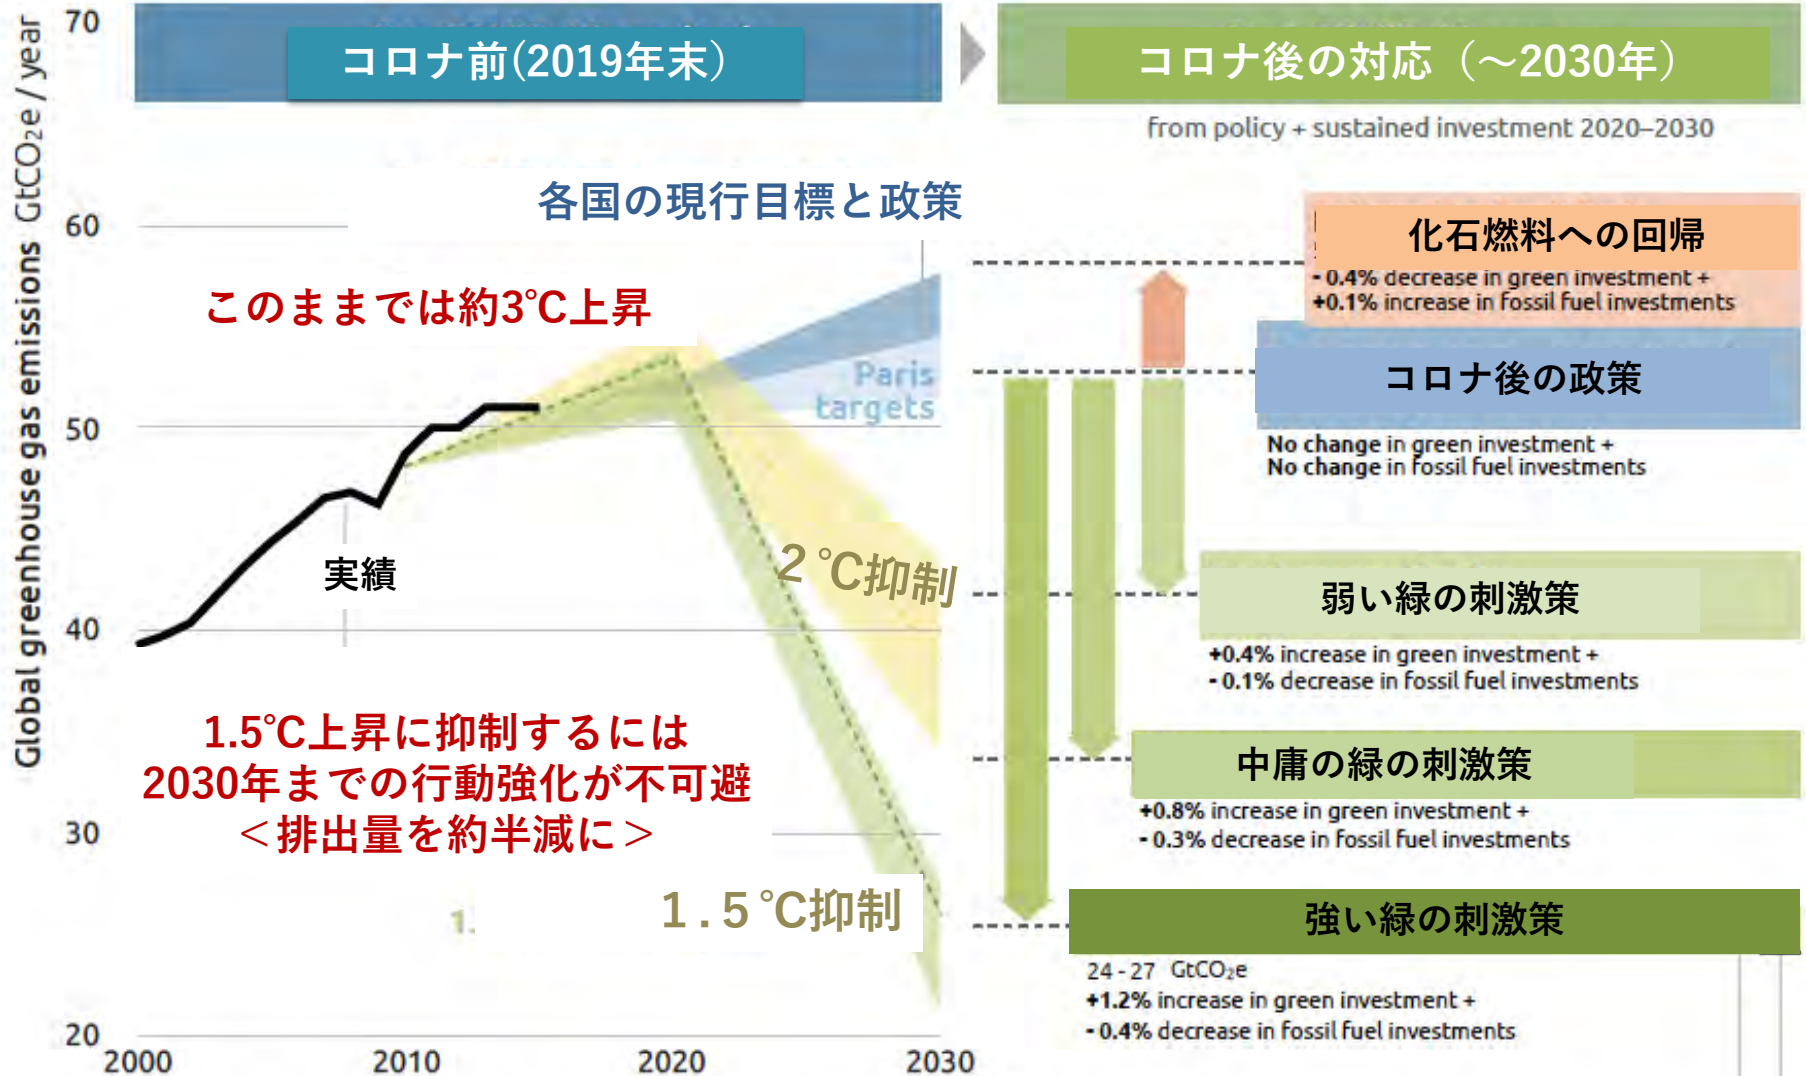 Global greenhouse gas emissions GtCO₂e / year
70
60
50
40
30
20
2000
2010
2020
2030
コロナ前(2019年末）
各国の現行目標と政策
このままでは約3℃上昇
Paris
targets
実績
2℃抑制
1.5℃上昇に抑制するには
2030年までの行動強化が不可避
＜排出量を約半減に＞
1.
１.５℃抑制
コロナ後の対応（～2030年）
from policy + sustained investment 2020–2030
化石燃料への回帰
- 0.4% decrease in green investment +
+0.1% increase in fossil fuel investments
コロナ後の政策
No change in green investment +
No change in fossil fuel investments
弱い緑の刺激策
+0.4% increase in green investment +
- 0.1% decrease in fossil fuel investments
中庸の緑の刺激策
+0.8% increase in green investment +
- 0.3% decrease in fossil fuel investments
強い緑の刺激策
24 - 27 GtCO₂e
+1.2% increase in green investment +
- 0.4% decrease in fossil fuel investments